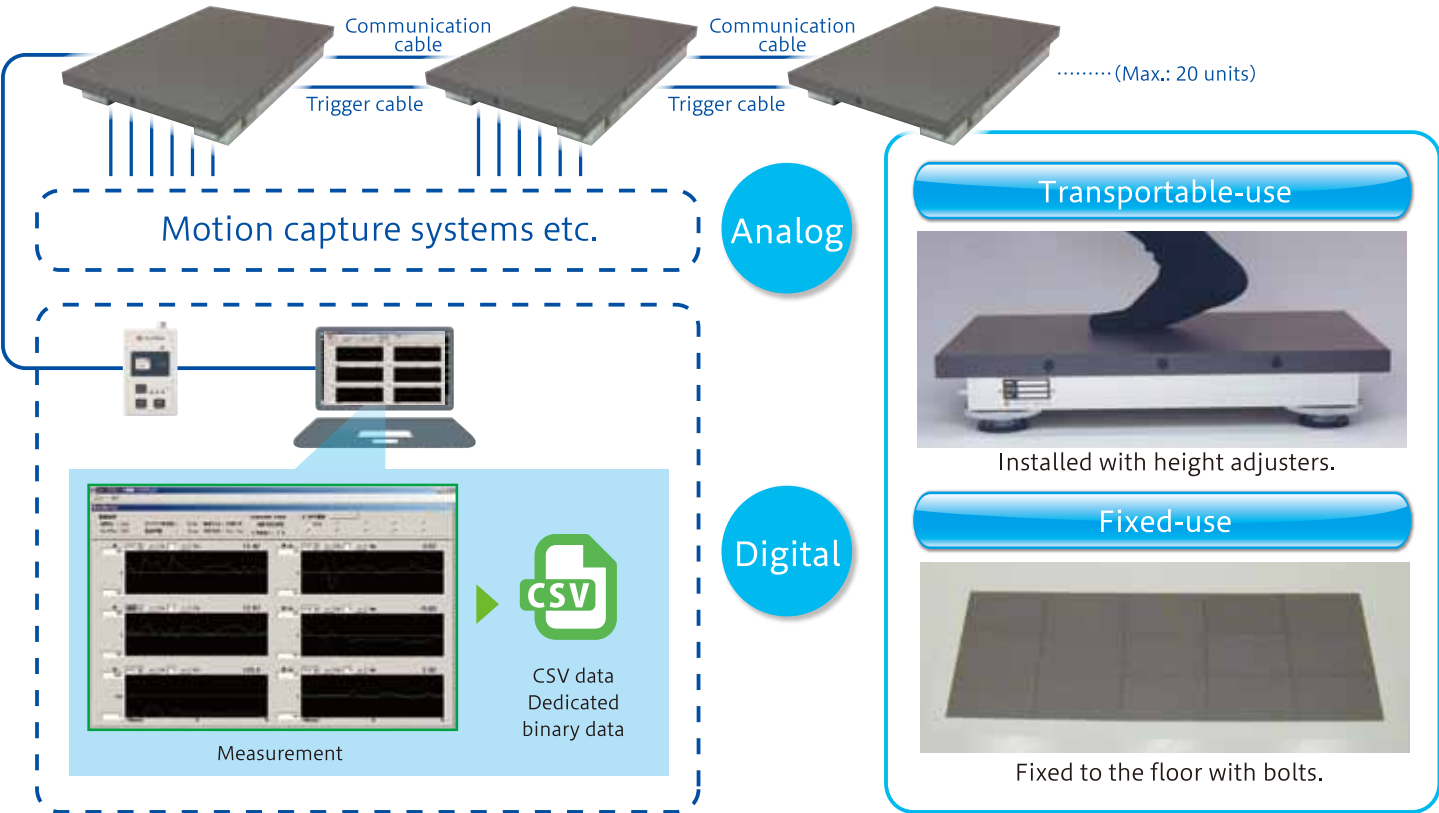 Communication
cable
Communication
cable
Trigger cable
Trigger cable
·········(Max.: 20 units)
Motion capture systems etc.
Analog
Transportable-use
Installed with height adjusters.
Fixed-use
Fixed to the floor with bolts.
Digital
CSV
CSV data
Dedicated
binary data
Measurement